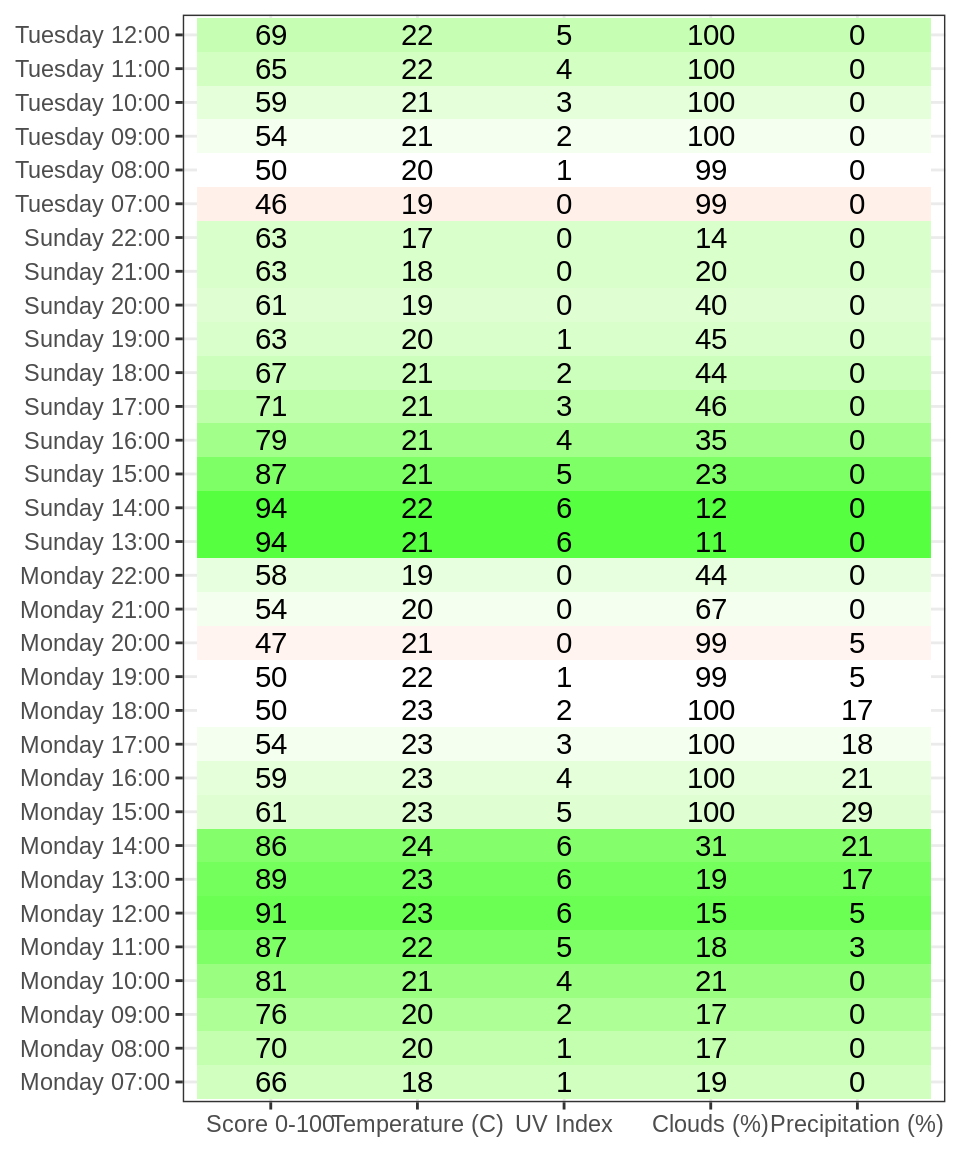 Tuesday 12:00 69 22 5 100 0
Tuesday 11:00 65 22 4 100 0
Tuesday 10:00 59 21 3 100 0
Tuesday 09:00 54 21 2 100 0
Tuesday 08:00 50 20 1 99 0
Tuesday 07:00 46 19 0 99 0
Sunday 22:00 63 17 0 14 0
Sunday 21:00 63 18 0 20 0
Sunday 20:00 61 19 0 40 0
Sunday 19:00 63 20 1 45 0
Sunday 18:00 67 21 2 44 0
Sunday 17:00 71 21 3 46 0
Sunday 16:00 79 21 4 35 0
Sunday 15:00 87 21 5 23 0
Sunday 14:00 94 22 6 12 0
Sunday 13:00 94 21 6 11 0
Monday 22:00 58 19 0 44 0
Monday 21:00 54 20 0 67 0
Monday 20:00 47 21 0 99 5
Monday 19:00 50 22 1 99 5
Monday 18:00 50 23 2 100 17
Monday 17:00 54 23 3 100 18
Monday 16:00 59 23 4 100 21
Monday 15:00 61 23 5 100 29
Monday 14:00 86 24 6 31 21
Monday 13:00 89 23 6 19 17
Monday 12:00 91 23 6 15 5
Monday 11:00 87 22 5 18 3
Monday 10:00 81 21 4 21 0
Monday 09:00 76 20 2 17 0
Monday 08:00 70 20 1 17 0
Monday 07:00 66 18 1 19 0
Score 0-100 Temperature (C) UV Index Clouds (%) Precipitation (%)